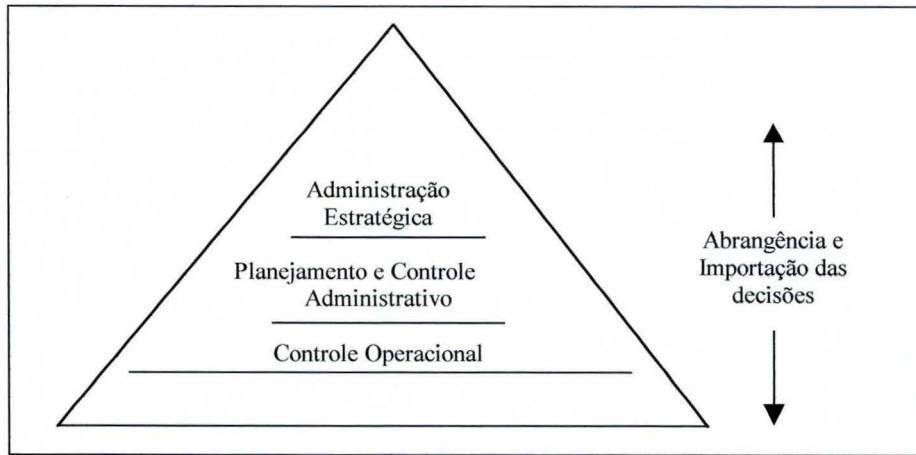 Administração
Estratégica
Planejamento e Controle
Administrativo
Controle Operacional
Abrangência e
Importação das
decisões